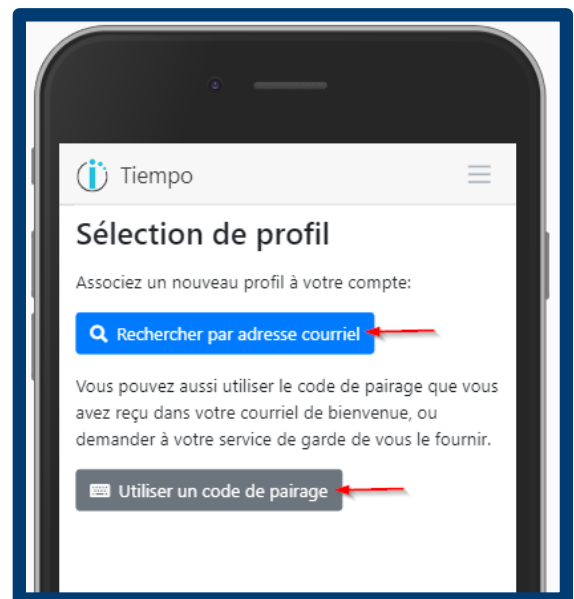 Tiempo
Sélection de profil
Associez un nouveau profil à votre compte:
Rechercher par adresse courriel
Vous pouvez aussi utiliser le code de pairage que vous
avez reçu dans votre courriel de bienvenue, ou
demander à votre service de garde de vous le fournir.
Utiliser un code de pairage